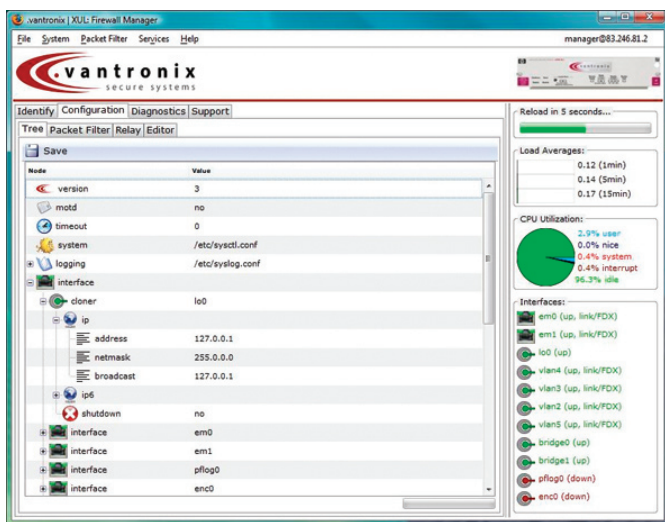 .vantronix | XUL: Firewall Manager
File System Packet Filter Services Help
manager@83.246.81.2
.vantronix
secure systems
Identify Configuration Diagnostics Support
Tree Packet Filter Relay Editor
Save
Node Value
version 3
motd no
timeout 0
system /etc/sysctl.conf
logging /etc/syslog.conf
interface
cloner lo0
ip
address 127.0.0.1
netmask 255.0.0.0
broadcast 127.0.0.1
ip6
shutdown no
interface em0
interface em1
interface pflog0
interface enc0
Reload in 5 seconds...
Load Averages:
0.12 (1min)
0.14 (5min)
0.17 (15min)
CPU Utilization:
2.9% user
0.0% nice
0.4% system
0.4% interrupt
96.3% idle
Interfaces:
em0 (up, link/FDX)
em1 (up, link/FDX)
lo0 (up)
vlan4 (up, link/FDX)
vlan3 (up, link/FDX)
vlan2 (up, link/FDX)
vlan5 (up, link/FDX)
bridge0 (up)
bridge1 (up)
pflog0 (down)
enc0 (down)